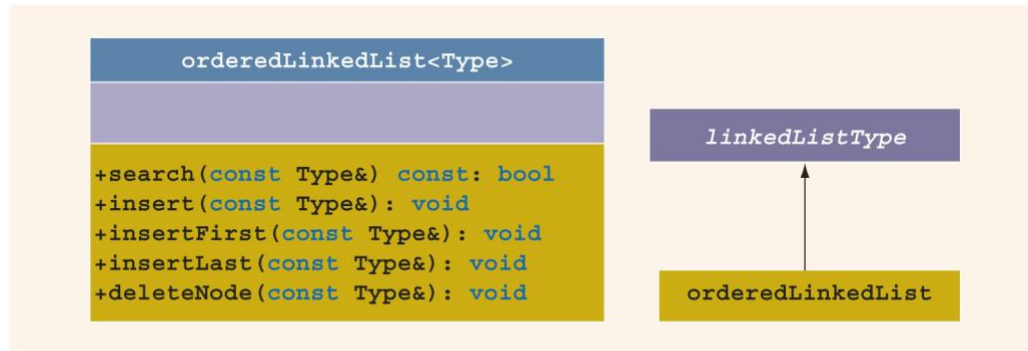 orderedLinkedList<Type>
+search(const Type&) const: bool
+insert(const Type&): void
+insertFirst(const Type&): void
+insertLast(const Type&): void
+deleteNode(const Type&): void
linkedListType
orderedLinkedList